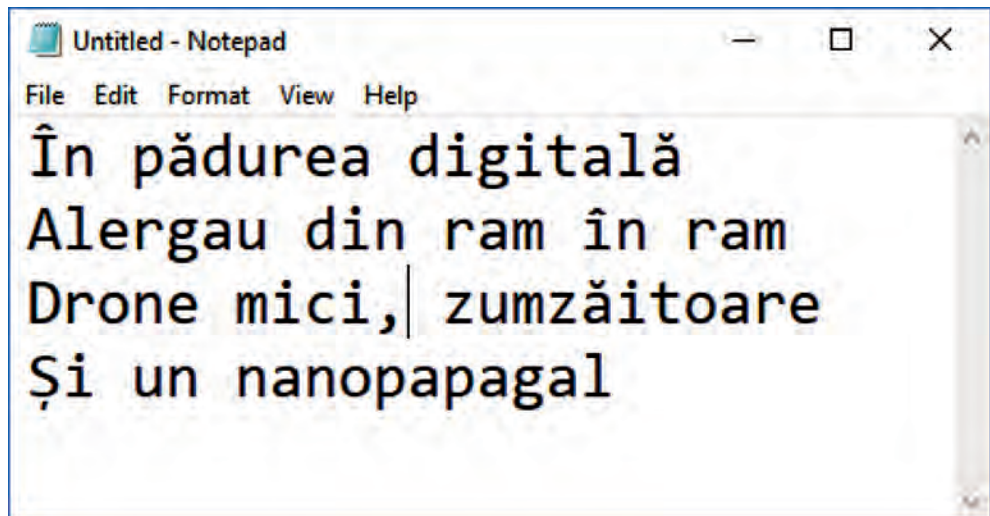 Untitled - Notepad
File Edit Format View Help
În pădurea digitală
Alergau din ram în ram
Drone mici, zumzăitoare
Și un nanopapagal